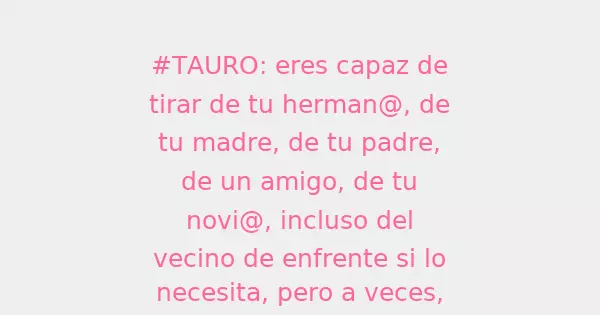 #TAURO: eres capaz de
tirar de tu herman@, de
tu madre, de tu padre,
de un amigo, de tu
novi@, incluso del
vecino de enfrente si lo
necesita, pero a veces,